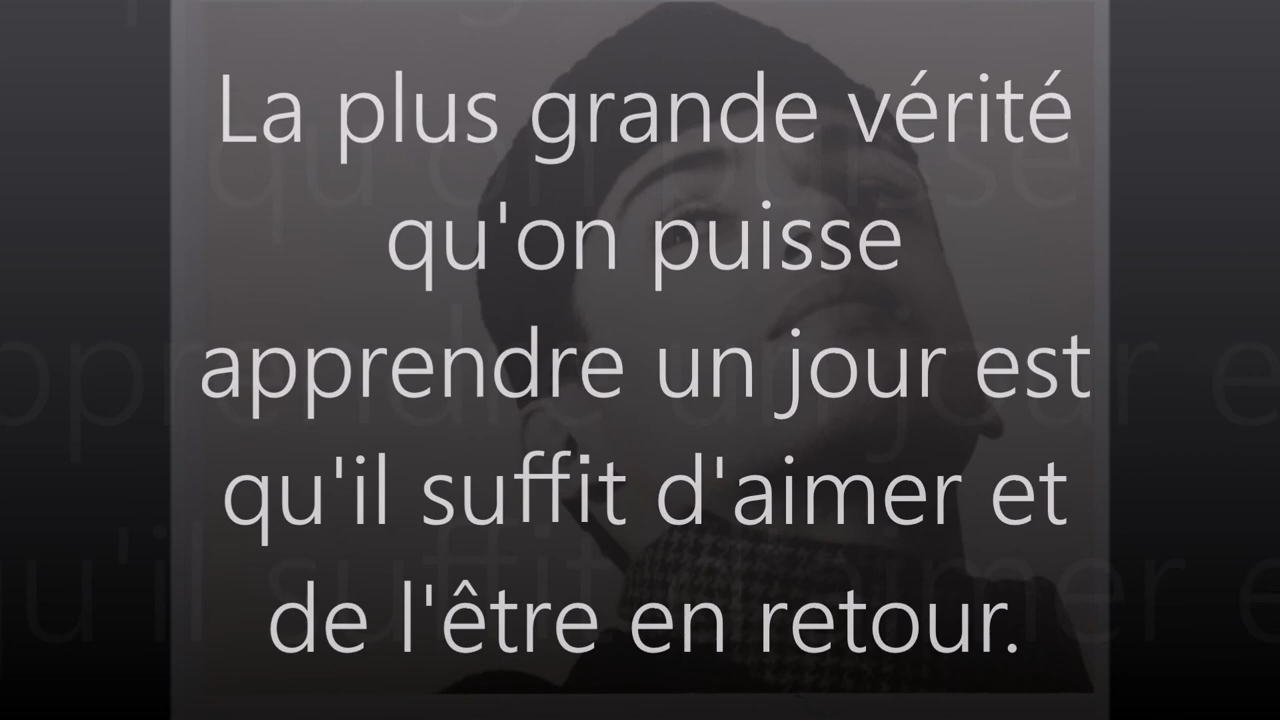 La plus grande vérité
qu'on puisse
apprendre un jour est
qu'il suffit d'aimer et
de l'être en retour.